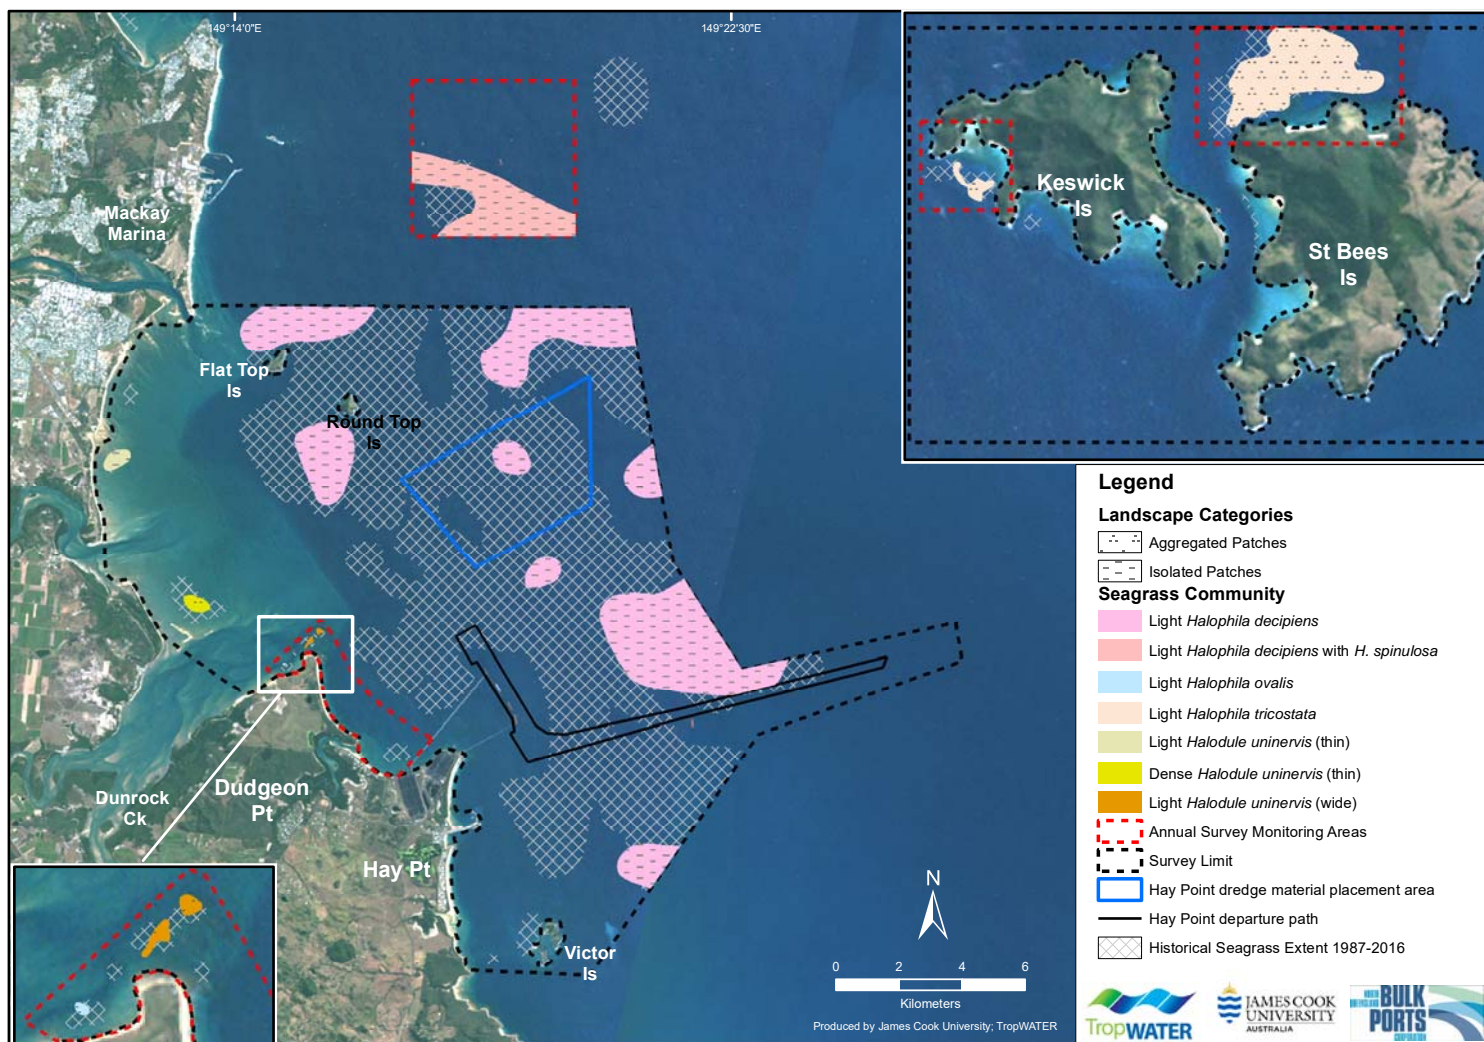 149°14'0"E
149°22'30"E
Mackay
Marina
Flat Top
Is
Round Top
Is
Keswick
Is
St Bees
Is
Dunrock
Ck
Dudgeon
Pt
Hay Pt
Victor
Is
N
0 2 4 6
Kilometers
Produced by James Cook University; TropWATER
Legend
Landscape Categories
Aggregated Patches
Isolated Patches
Seagrass Community
Light Halophila decipiens
Light Halophila decipiens with H. spinulosa
Light Halophila ovalis
Light Halophila tricostata
Light Halodule uninervis (thin)
Dense Halodule uninervis (thin)
Light Halodule uninervis (wide)
Annual Survey Monitoring Areas
Survey Limit
Hay Point dredge material placement area
Hay Point departure path
Historical Seagrass Extent 1987-2016
TropWATER
JAMES COOK
UNIVERSITY
AUSTRALIA
NORTH
QUEENSLAND
BULK
PORTS
CORPORATION